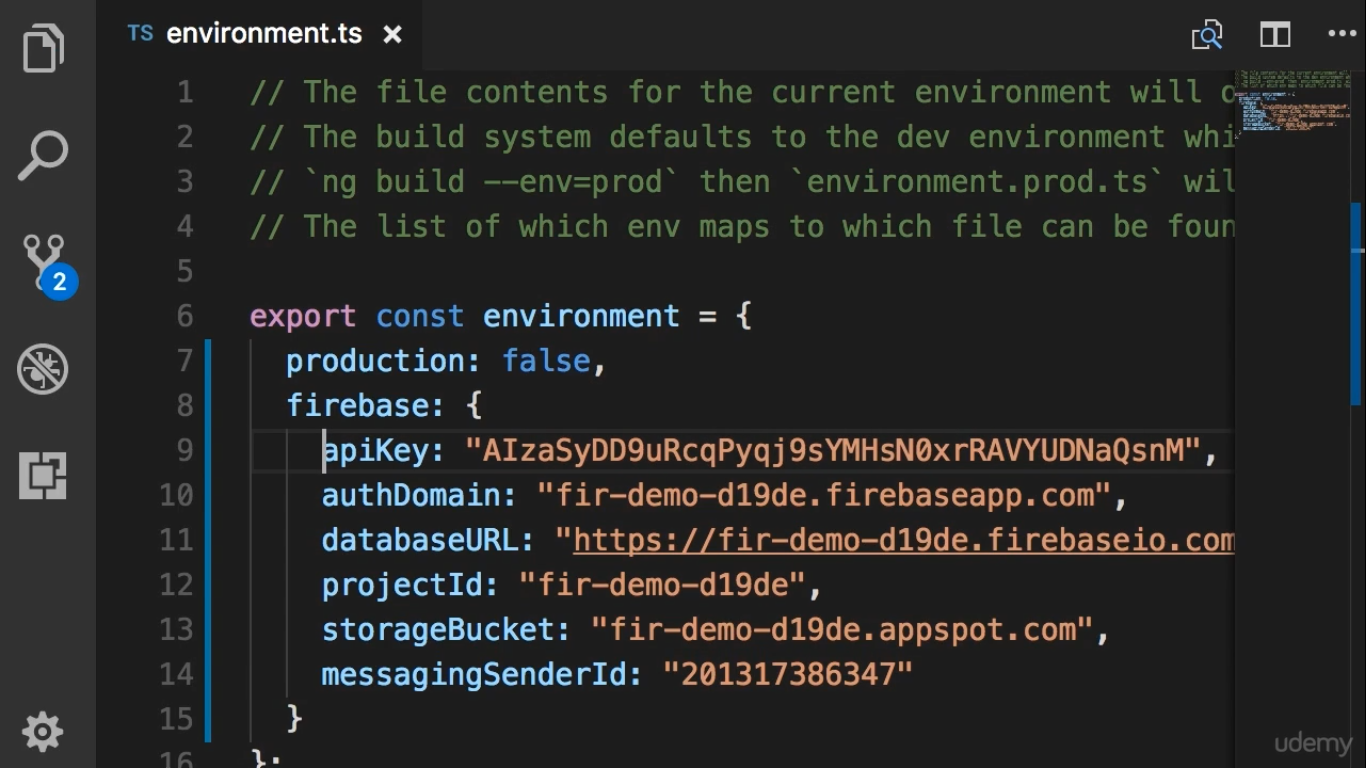 TS environment.ts
1 // The file contents for the current environment will
2 // The build system defaults to the dev environment
3 // `ng build --env=prod` then `environment.prod.ts`
4 // The list of which env maps to which file can be
5
6 export const environment = {
7 production: false,
8 firebase: {
9 apiKey: "AIzaSyDD9uRcqPyqj9sYMHsN0xrRAVYUDNaQsnM",
10 authDomain: "fir-demo-d19de.firebaseapp.com",
11 databaseURL: "https://fir-demo-d19de.firebaseio.com
12 projectId: "fir-demo-d19de",
13 storageBucket: "fir-demo-d19de.appspot.com",
14 messagingSenderId: "201317386347"
15 }
16 };
2
udemy